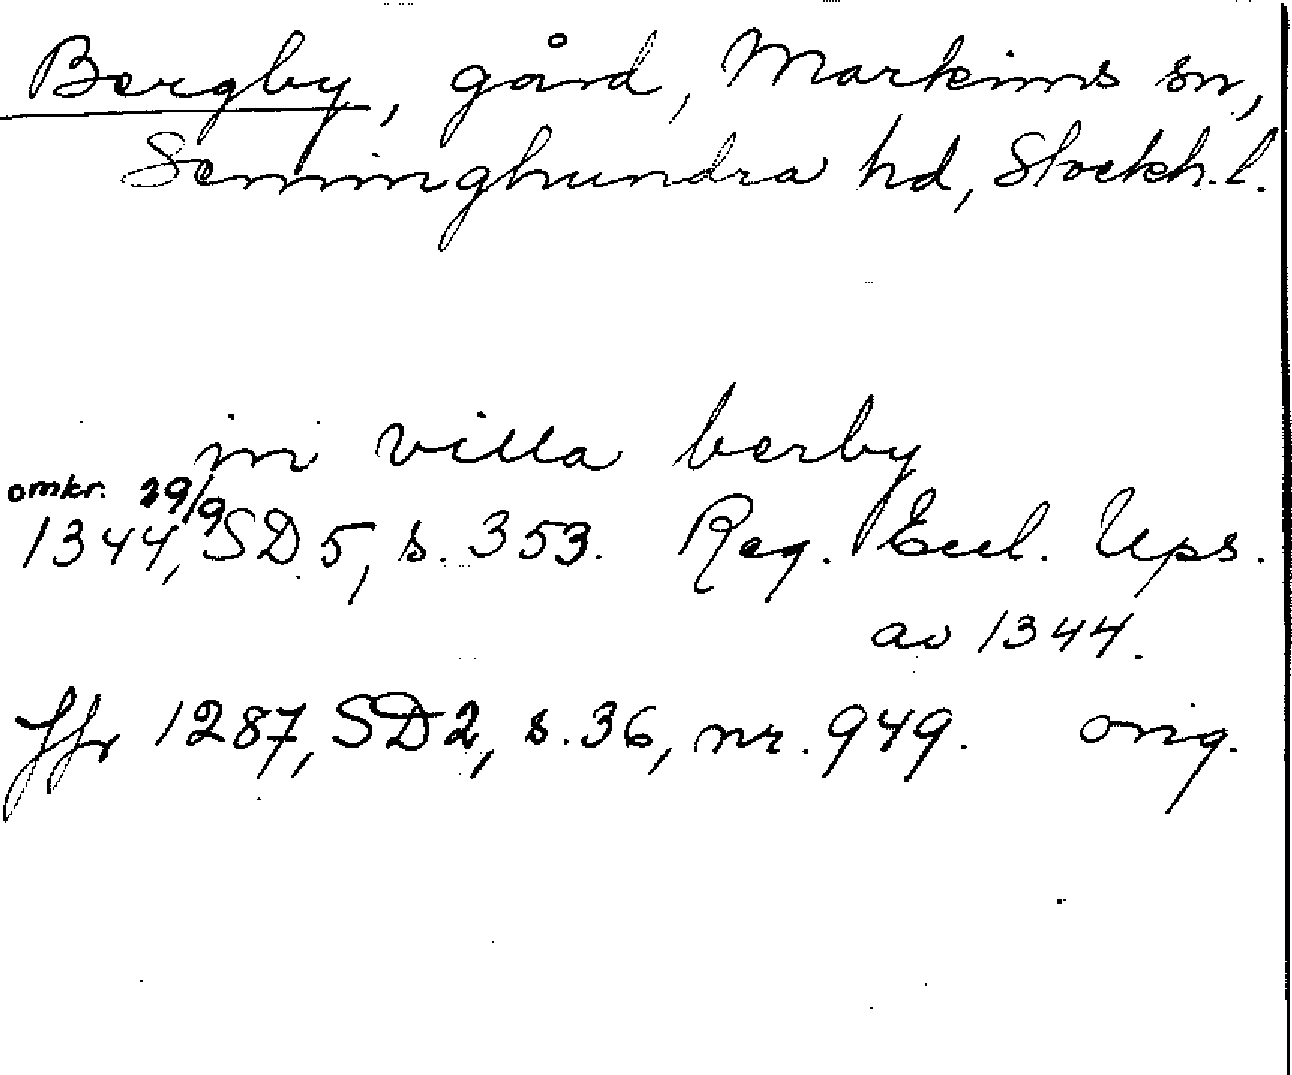 Bergby, gård, Markims sn,
Seminghundra hd, Stockh. l.
in villa berby
omkr. 29/9
1344, SD 5, s. 353. Reg. Eccl. Ups.
av 1344.
Jfr 1287, SD 2, s. 36, nr. 949. orig.